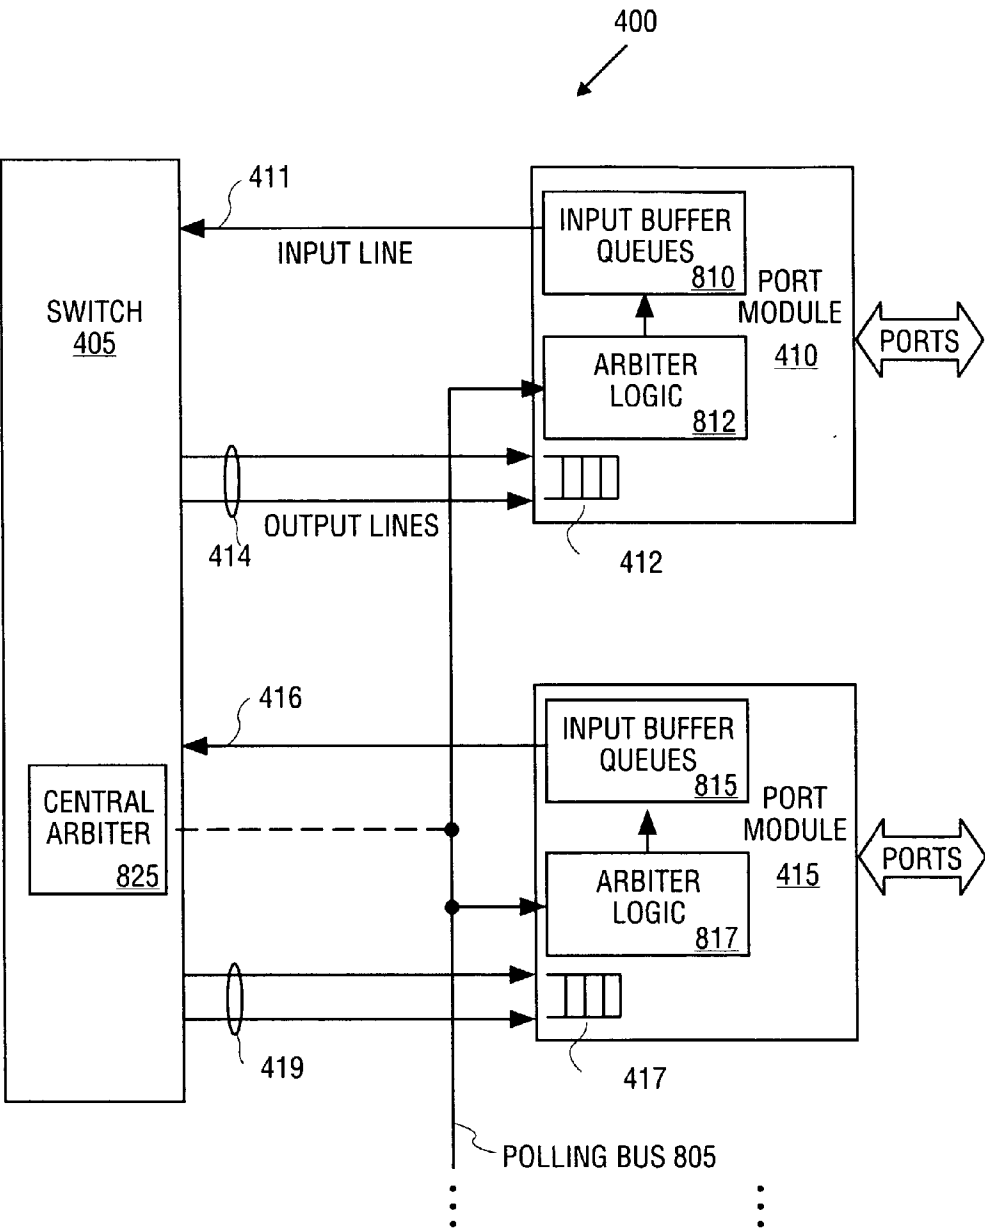 400
411
INPUT LINE
INPUT BUFFER
QUEUES
810
PORT
MODULE
410
PORTS
SWITCH
405
ARBITER
LOGIC
812
414
OUTPUT LINES
412
416
INPUT BUFFER
QUEUES
815
PORT
MODULE
415
PORTS
CENTRAL
ARBITER
825
ARBITER
LOGIC
817
419
417
POLLING BUS 805